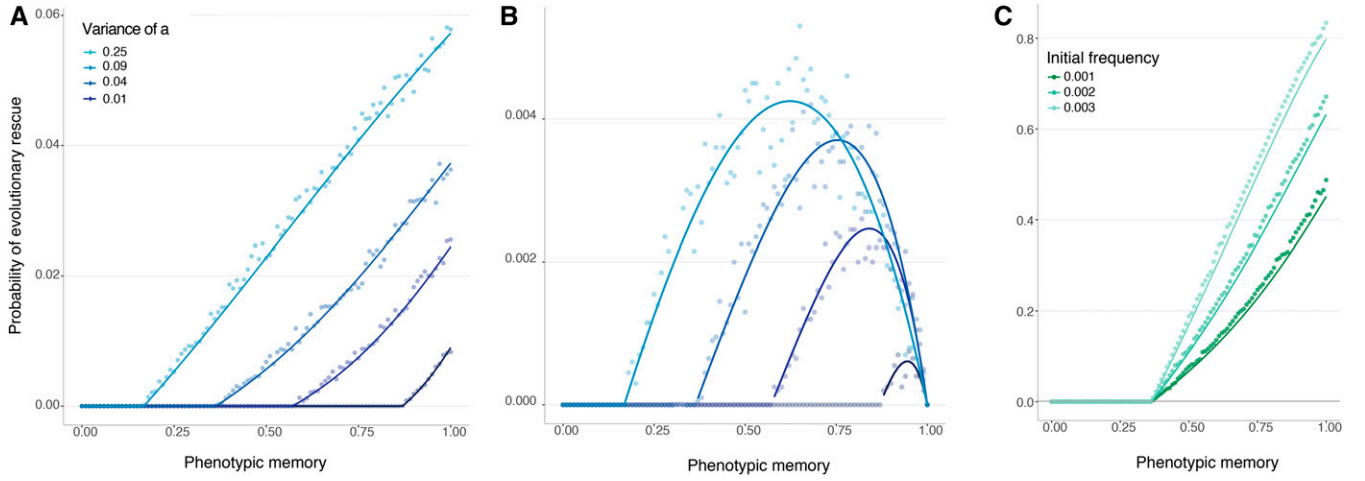 A
Probability of evolutionary rescue
0.06
0.04
0.02
0.00
Variance of a
0.25
0.09
0.04
0.01
0.00 0.25 0.50 0.75 1.00
Phenotypic memory
B
0.004
0.002
0.000
0.00 0.25 0.50 0.75 1.00
Phenotypic memory
C
0.8
0.6
0.4
0.2
0.0
Initial frequency
0.001
0.002
0.003
0.00 0.25 0.50 0.75 1.00
Phenotypic memory